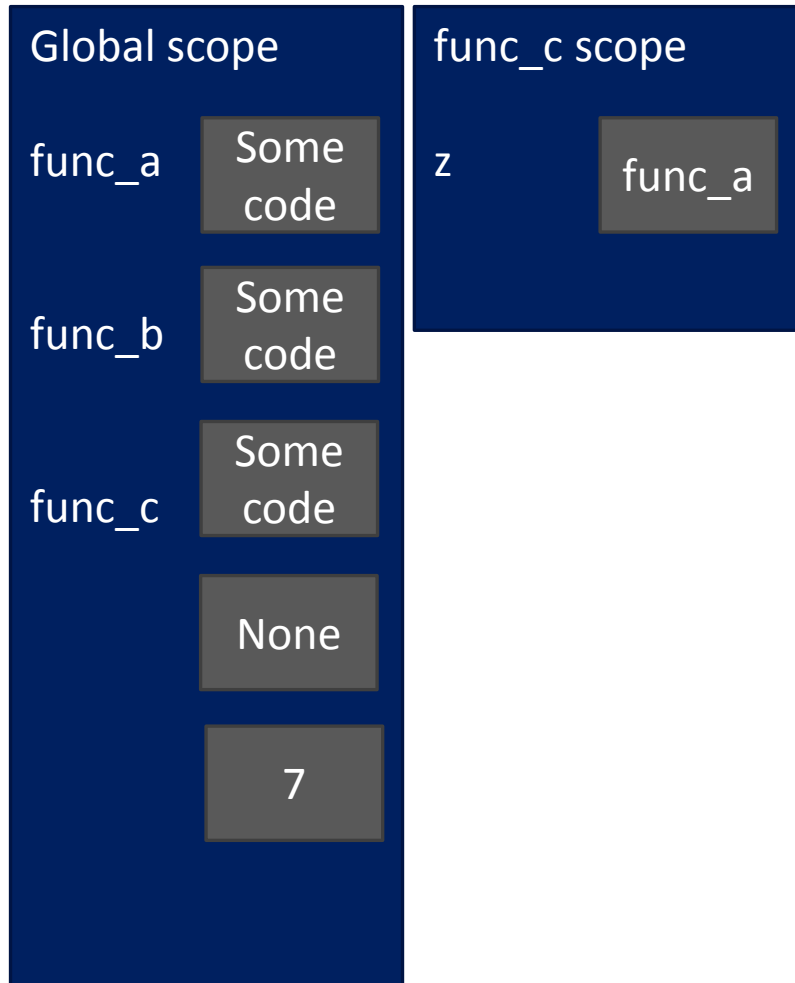 Global scope
func_a
Some
code
func_b
Some
code
func_c
Some
code
None
7
func_c scope
z
func_a